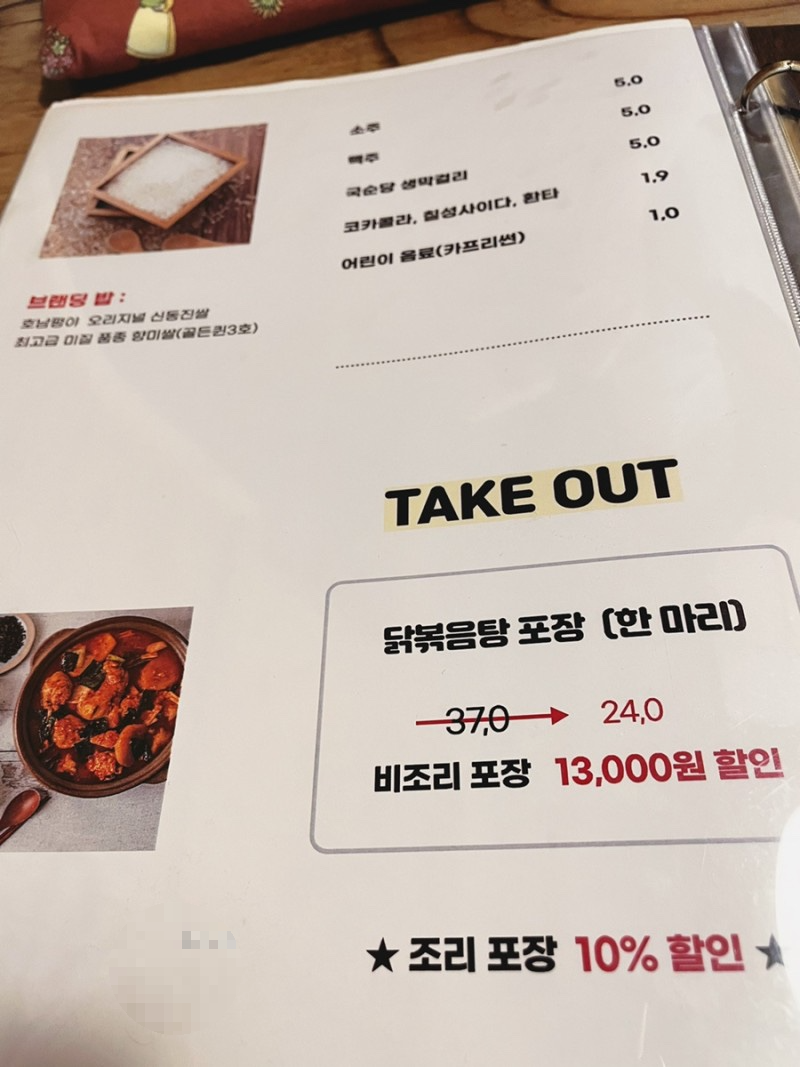 소주 5.0
맥주 5.0
국순당 생막걸리 5.0
코카콜라, 칠성사이다, 환타 1.9
어린이 음료(카프리썬) 1,0
브랜딩 밥 :
호남평야 오리지널 신동진쌀
최고급 미질 품종 향미쌀(골든퀸3호)
TAKE OUT
닭볶음탕 포장 (한 마리)
37,0 24,0
비조리 포장 13,000원 할인
★ 조리 포장 10% 할인 ★